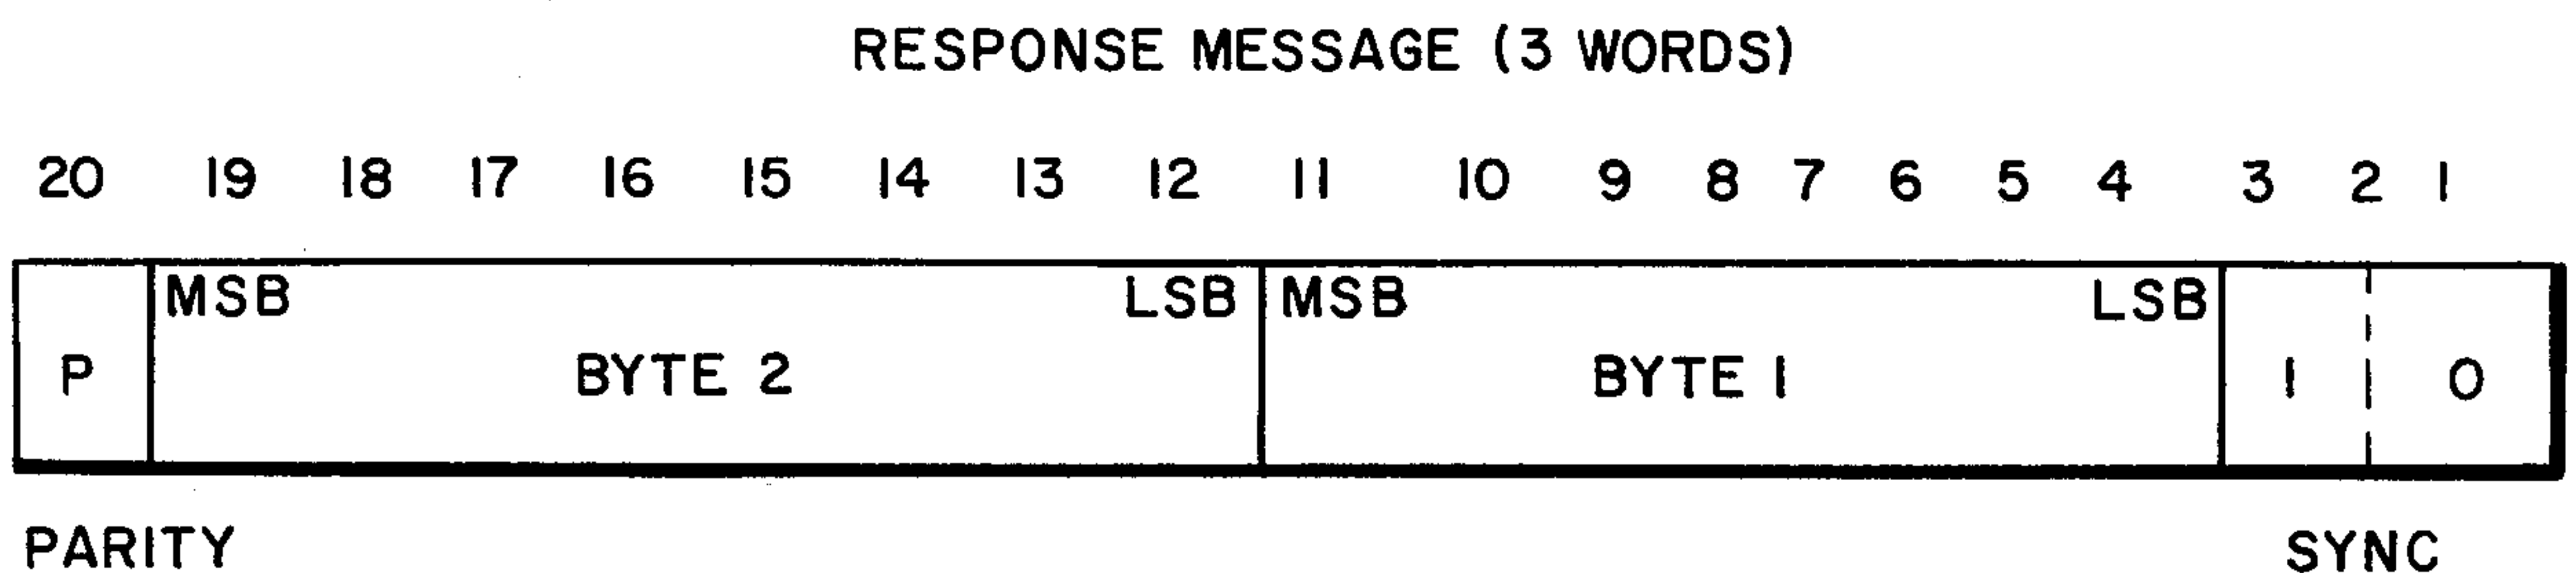 RESPONSE MESSAGE (3 WORDS)
20 19 18 17 16 15 14 13 12 11 10 9 8 7 6 5 4 3 2 1
MSB LSB MSB LSB
P BYTE 2 BYTE 1 1 0
PARITY SYNC